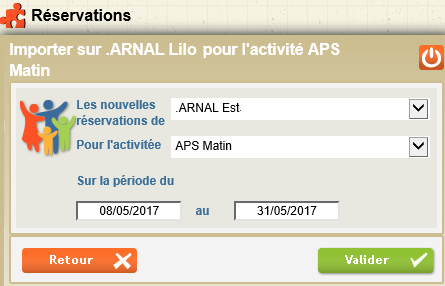 Réservations
Importer sur .ARNAL Lilo pour l'activité APS
Matin
Les nouvelles
réservations de
.ARNAL Est
Pour l'activitée
APS Matin
Sur la période du
08/05/2017 au 31/05/2017
Retour
Valider